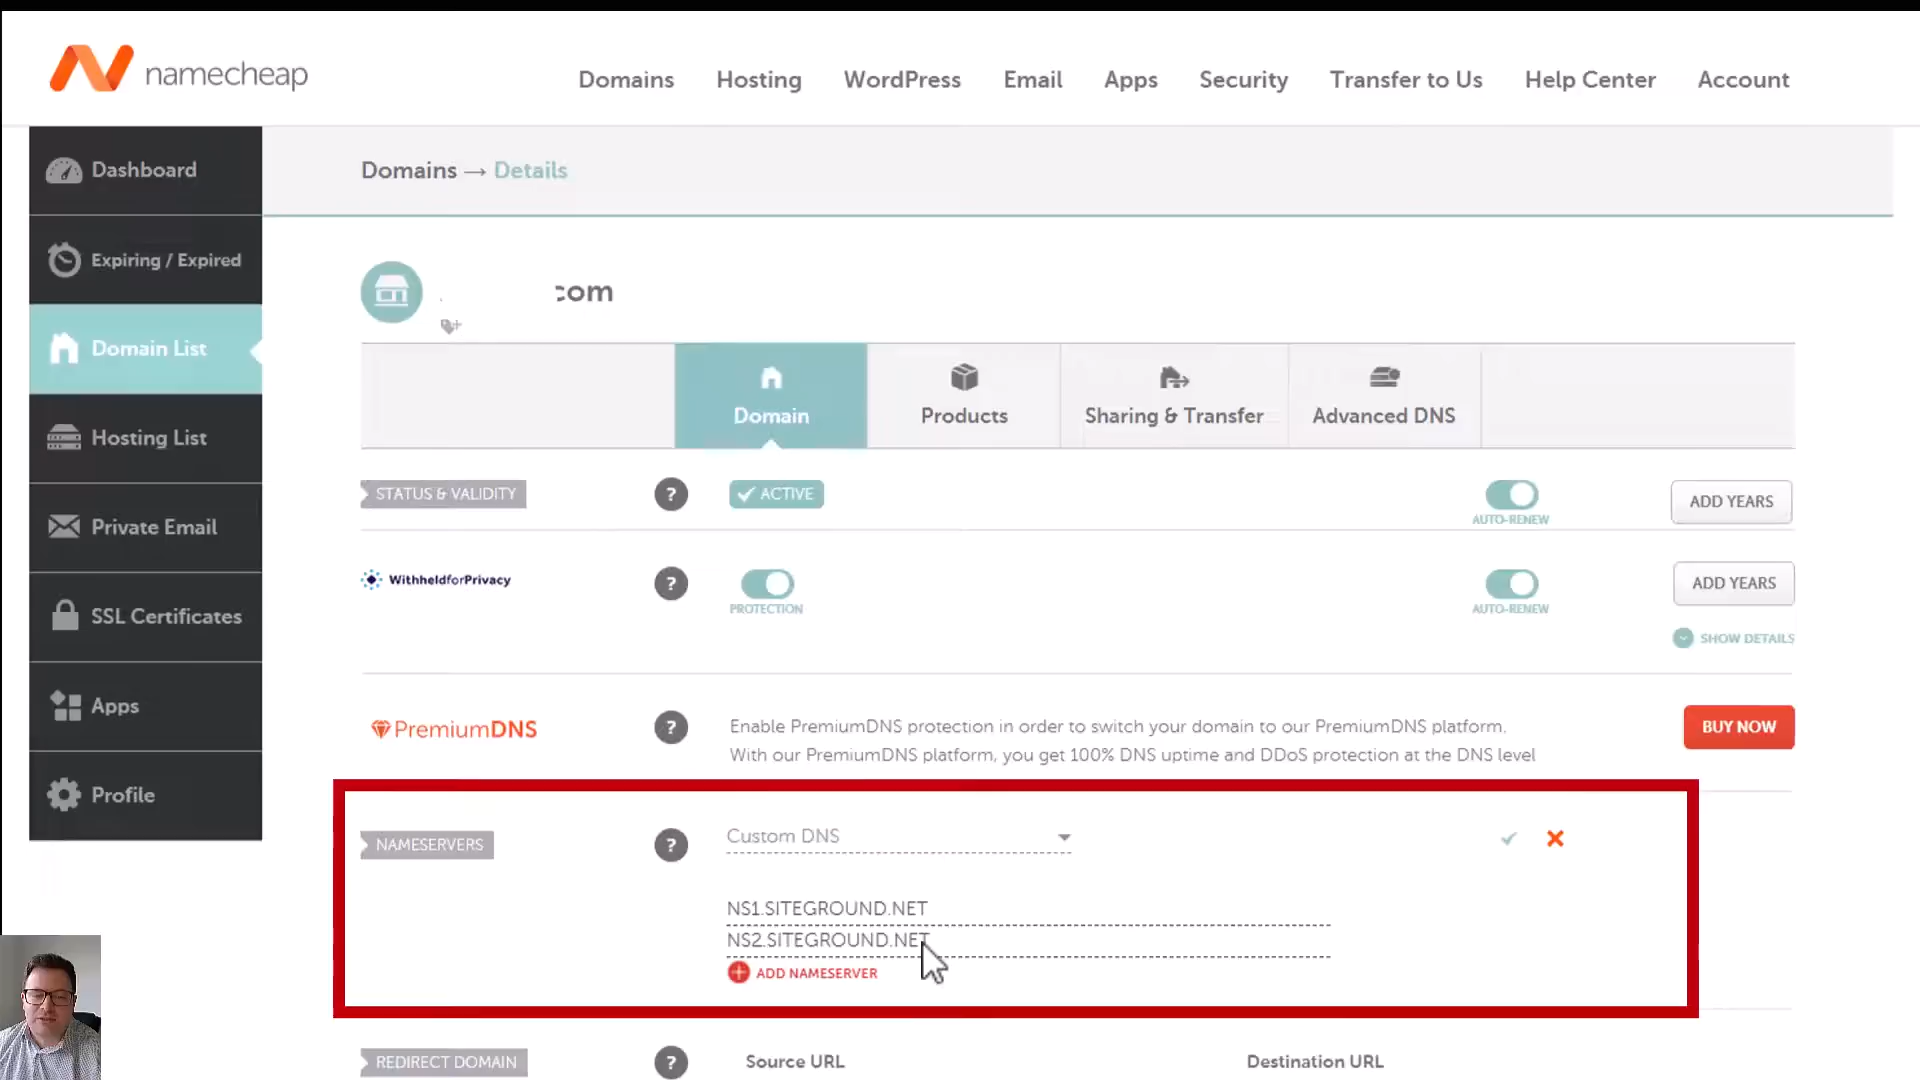 namecheap
Domains Hosting WordPress Email Apps Security Transfer to Us Help Center Account
Dashboard
Expiring / Expired
Domain List
Hosting List
Private Email
SSL Certificates
Apps
Profile
Domains → Details
com
Domain
Products
Sharing & Transfer
Advanced DNS
STATUS & VALIDITY
?
ACTIVE
AUTO-RENEW
ADD YEARS
WithheldforPrivacy
?
PROTECTION
AUTO-RENEW
ADD YEARS
SHOW DETAILS
PremiumDNS
?
Enable PremiumDNS protection in order to switch your domain to our PremiumDNS platform.
With our PremiumDNS platform, you get 100% DNS uptime and DDoS protection at the DNS level
BUY NOW
NAMESERVERS
?
Custom DNS
NS1.SITEGROUND.NET
NS2.SITEGROUND.NET
ADD NAMESERVER
REDIRECT DOMAIN
?
Source URL
Destination URL